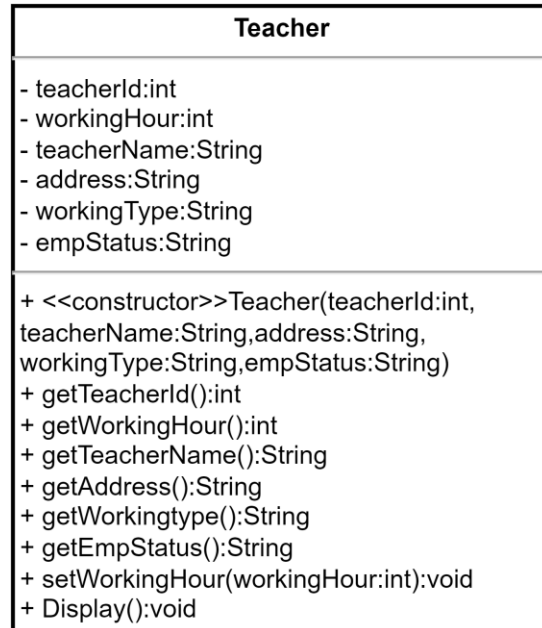 Teacher
- teacherId:int
- workingHour:int
- teacherName:String
- address:String
- workingType:String
- empStatus:String
+ <<constructor>>Teacher(teacherId:int,
teacherName:String,address:String,
workingType:String,empStatus:String)
+ getTeacherId():int
+ getWorkingHour():int
+ getTeacherName():String
+ getAddress():String
+ getWorkingtype():String
+ getEmpStatus():String
+ setWorkingHour(workingHour:int):void
+ Display():void